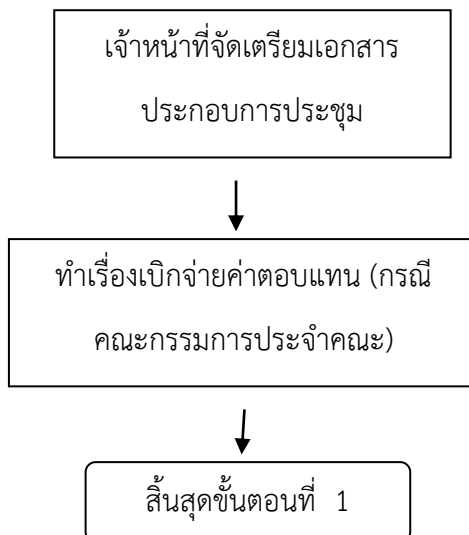 เจ้าหน้าที่จัดเตรียมเอกสาร
ประกอบการประชุม
ทำเรื่องเบิกจ่ายค่าตอบแทน (กรณี
คณะกรรมการประจำคณะ)
สิ้นสุดขั้นตอนที่ 1